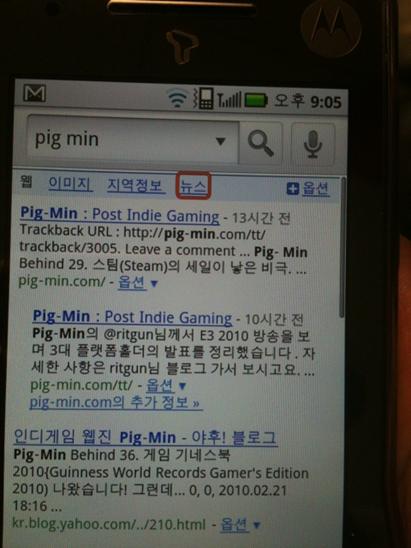 오후 9:05
pig min
웹 이미지 지역정보 뉴스 옵션
Pig-Min : Post Indie Gaming - 13시간 전
Trackback URL : http://pig-min.com/tt/
trackback/3005. Leave a comment ... Pig- Min
Behind 29. 스팀(Steam)의 세일이 낳은 비극. ...
pig-min.com/ - 옵션 ▼
Pig-Min : Post Indie Gaming - 10시간 전
Pig-Min의 @ritgun님께서 E3 2010 방송을 보
며 3대 플랫폼홀더의 발표를 정리했습니다 . 자
세한 사항은 ritgun님 블로그 가서 보시고요. ...
pig-min.com/tt/ - 옵션 ▼
pig-min.com의 추가 정보 »
인디게임 웹진 Pig-Min - 야후! 블로그
Pig-Min Behind 36. 게임 기네스북
2010{Guinness World Records Gamer's Edition
2010) 나왔습니다! 그런데... 0, 0, 2010.02.21
18:16 ...
kr.blog.yahoo.com/../210.html - 옵션 ▼